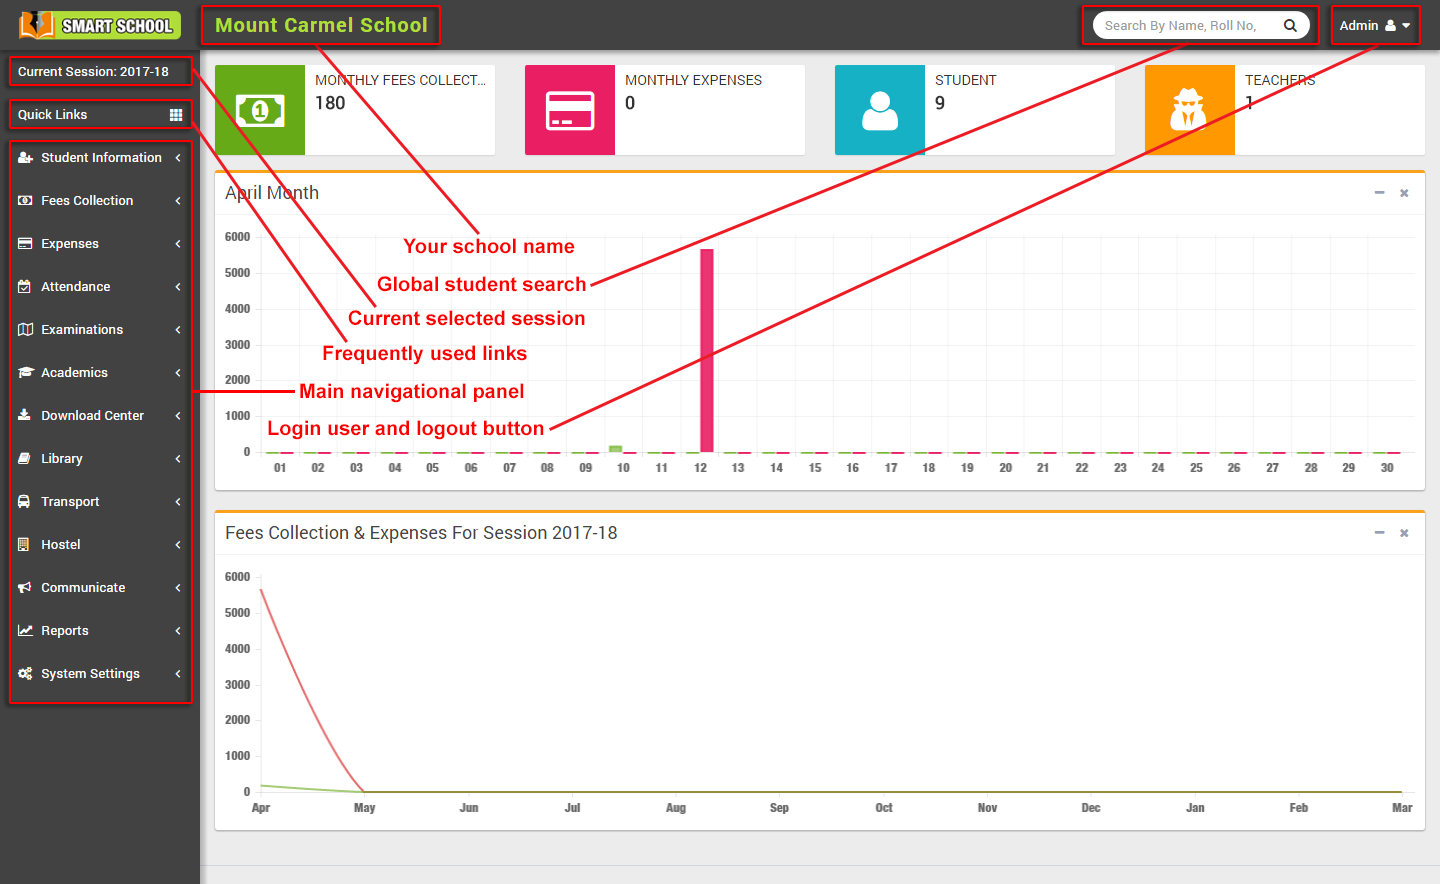 SMART SCHOOL
Mount Carmel School
Search By Name, Roll No,
Admin
Current Session: 2017-18
Quick Links
Student Information
Fees Collection
Expenses
Attendance
Examinations
Academics
Download Center
Library
Transport
Hostel
Communicate
Reports
System Settings
MONTHLY FEES COLLECT...
180
MONTHLY EXPENSES
0
STUDENT
9
TEACHERS
1
April Month
6000
5000
4000
3000
2000
1000
0
01 02 03 04 05 06 07 08 09 10 11 12 13 14 15 16 17 18 19 20 21 22 23 24 25 26 27 28 29 30
Your school name
Global student search
Current selected session
Frequently used links
Main navigational panel
Login user and logout button
Fees Collection & Expenses For Session 2017-18
6000
5000
4000
3000
2000
1000
0
Apr May Jun Jul Aug Sep Oct Nov Dec Jan Feb Mar